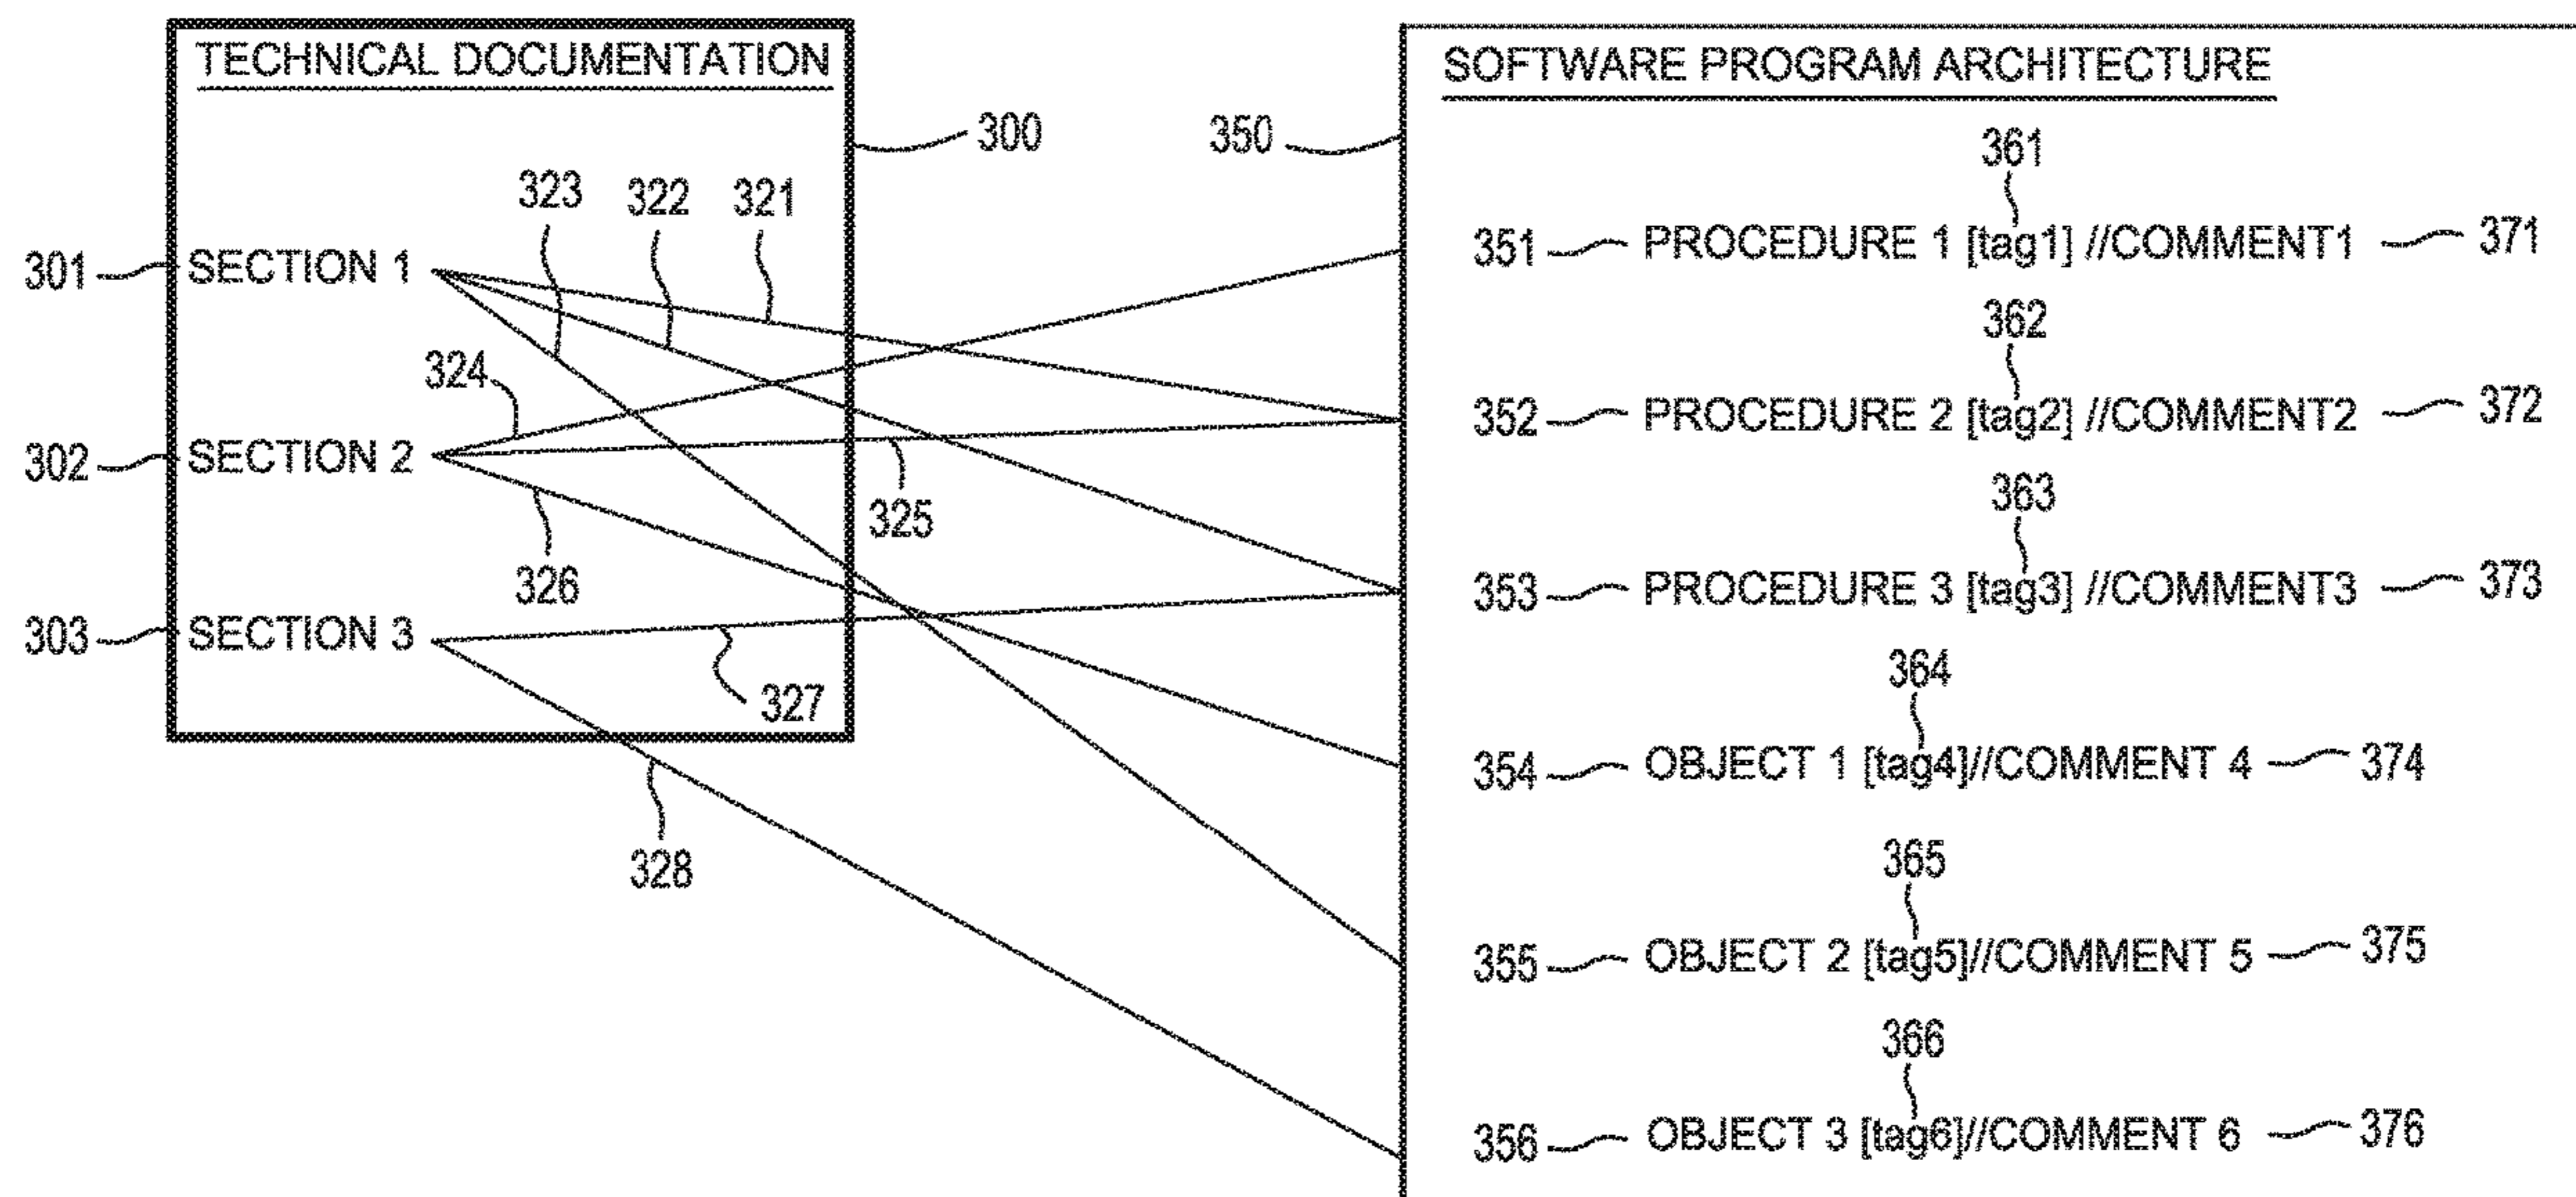 TECHNICAL DOCUMENTATION
300
323 322 321
301 SECTION 1
324
302 SECTION 2
325
326
303 SECTION 3
327
328
350
SOFTWARE PROGRAM ARCHITECTURE
361
351 PROCEDURE 1 [tag1] //COMMENT1 371
362
352 PROCEDURE 2 [tag2] //COMMENT2 372
363
353 PROCEDURE 3 [tag3] //COMMENT3 373
364
354 OBJECT 1 [tag4]//COMMENT 4 374
365
355 OBJECT 2 [tag5]//COMMENT 5 375
366
356 OBJECT 3 [tag6]//COMMENT 6 376